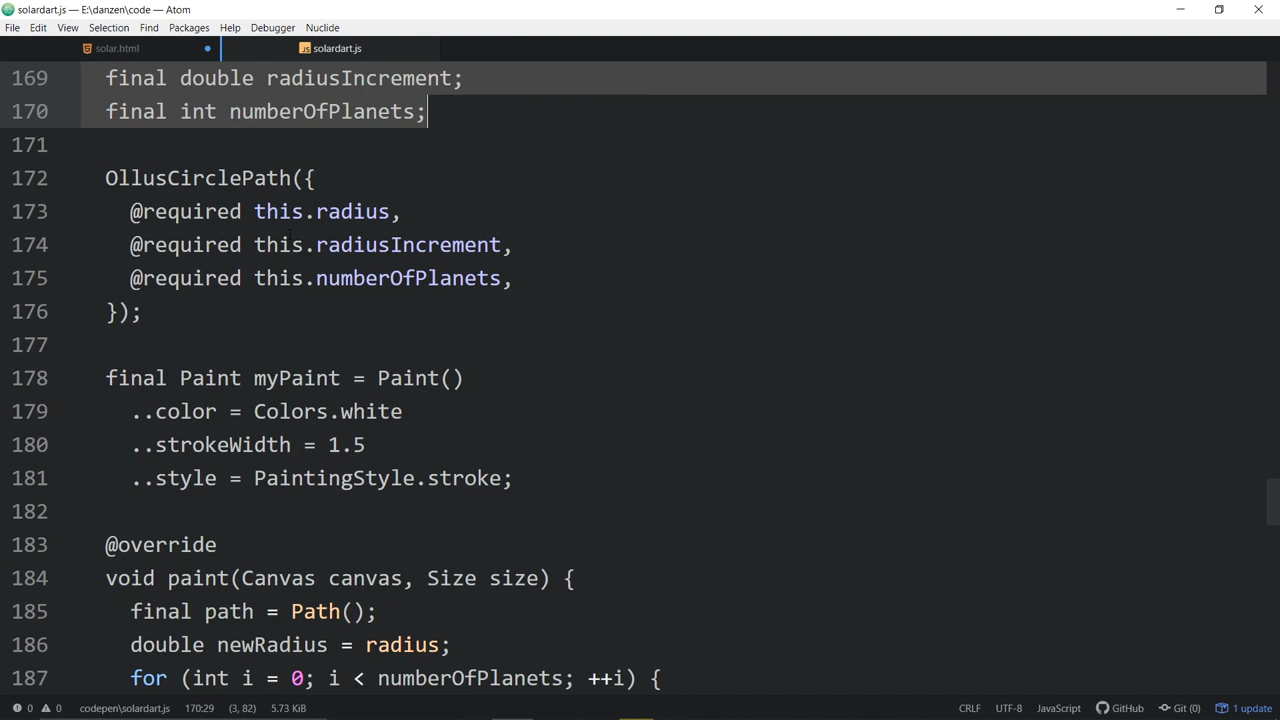 solardart.js — E:\danzen\code — Atom
File Edit View Selection Find Packages Help Debugger Nuclide
solar.html solardart.js
169 final double radiusIncrement;
170 final int numberOfPlanets;
171
172 OllusCirclePath({
173 @required this.radius,
174 @required this.radiusIncrement,
175 @required this.numberOfPlanets,
176 });
177
178 final Paint myPaint = Paint()
179 ..color = Colors.white
180 ..strokeWidth = 1.5
181 ..style = PaintingStyle.stroke;
182
183 @override
184 void paint(Canvas canvas, Size size) {
185 final path = Path();
186 double newRadius = radius;
187 for (int i = 0; i < numberOfPlanets; ++i) {
0 0 codepen\solardart.js 170:29 (3, 82) 5.73 KiB CRLF UTF-8 JavaScript GitHub Git (0) 1 update